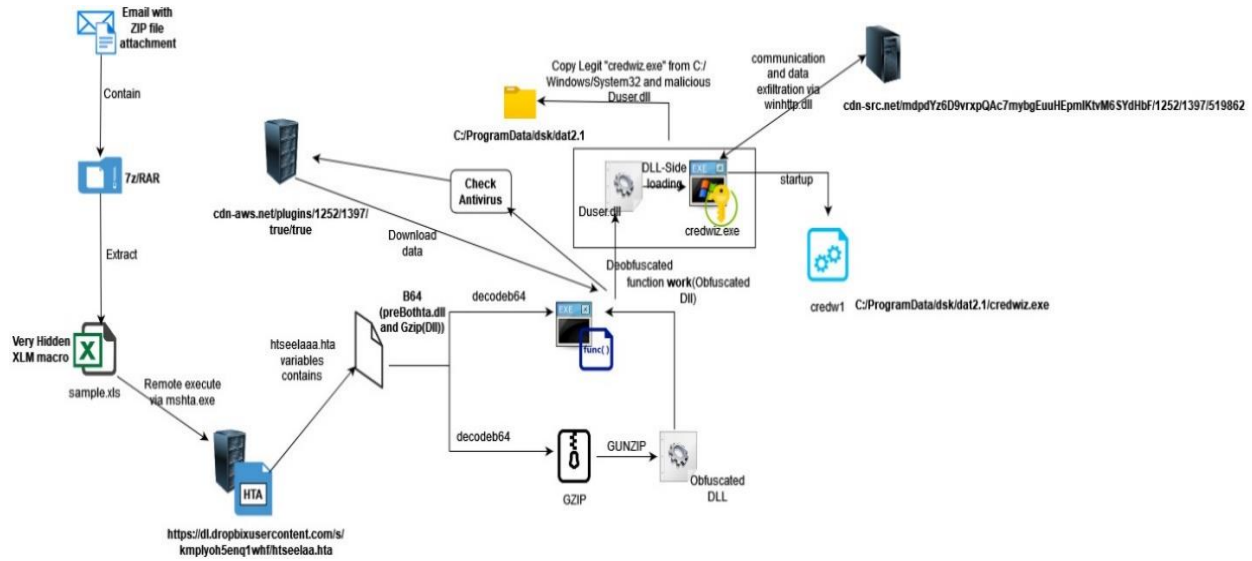 Email with
ZIP file
attachment
Contain
7z/RAR
Extract
Very Hidden
XLM macro
sample.xls
Remote execute
via mshta.exe
HTA
https://dl.dropbixusercontent.com/s/
kmplyoh5enq1whf/htseelaa.hta
htseelaaa.hta
variables
contains
B64
(preBothta.dll
and Gzip(Dll))
decodeb64
decodeb64
GZIP
GUNZIP
Obfuscated
DLL
EXE
func( )
cdn-aws.net/plugins/1252/1397/
true/true
Check
Antivirus
Download
data
Deobfuscated
function work(Obfuscated
Dll)
Copy Legit "credwiz.exe" from C:/
Windows/System32 and malicious
Duser.dll
C:/ProgramData/dsk/dat2.1
Duser.dll
DLL-Side
loading
EXE
credwiz.exe
startup
credw1
C:/ProgramData/dsk/dat2.1/credwiz.exe
communication
and data
exfiltration via
winhttp.dll
cdn-src.net/mdpdYz6D9vrxpQAc7mybgEuuHEpmlKtvM6SYdHbF/1252/1397/519862